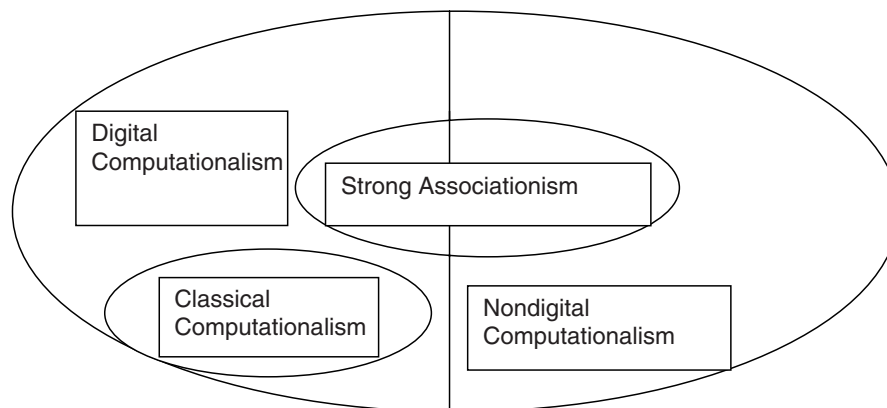 Digital
Computationalism
Strong Associationism
Classical
Computationalism
Nondigital
Computationalism